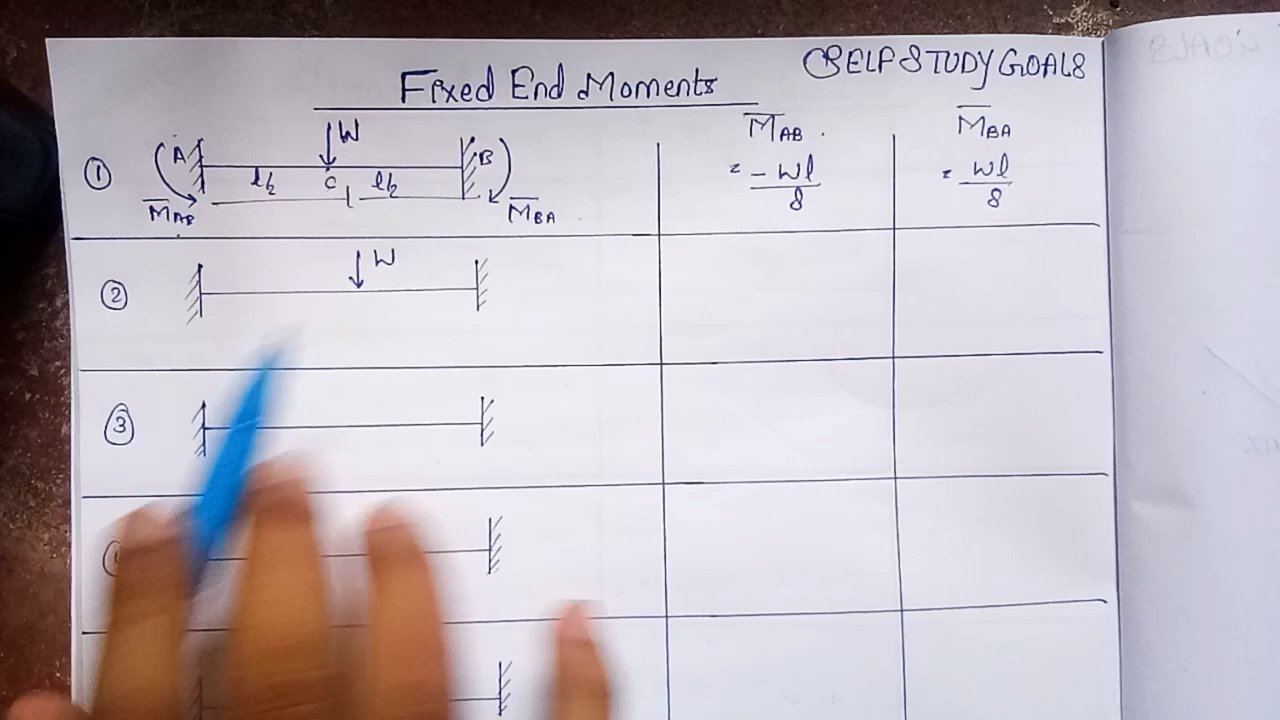 SELF STUDY GOALS
Fixed End Moments
M̅AB M̅BA
① A W B l/2 C l/2 M̅AB M̅BA = -Wl/8 = Wl/8
② W
③